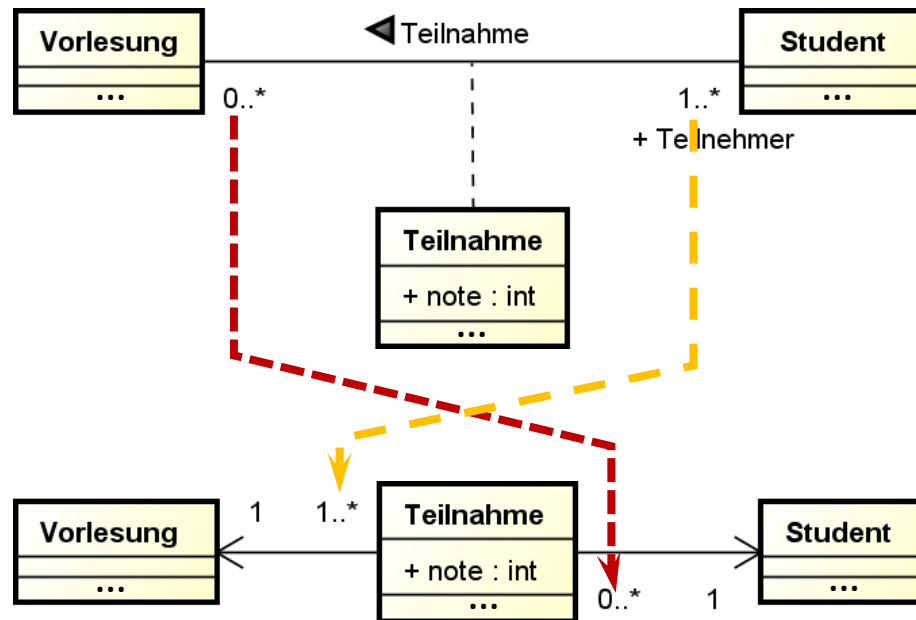 Vorlesung
...
◀ Teilnahme
Student
...
0..*
1..*
+ Teilnehmer
Teilnahme
+ note : int
...
Vorlesung
...
1
1..*
Teilnahme
+ note : int
...
0..*
1
Student
...